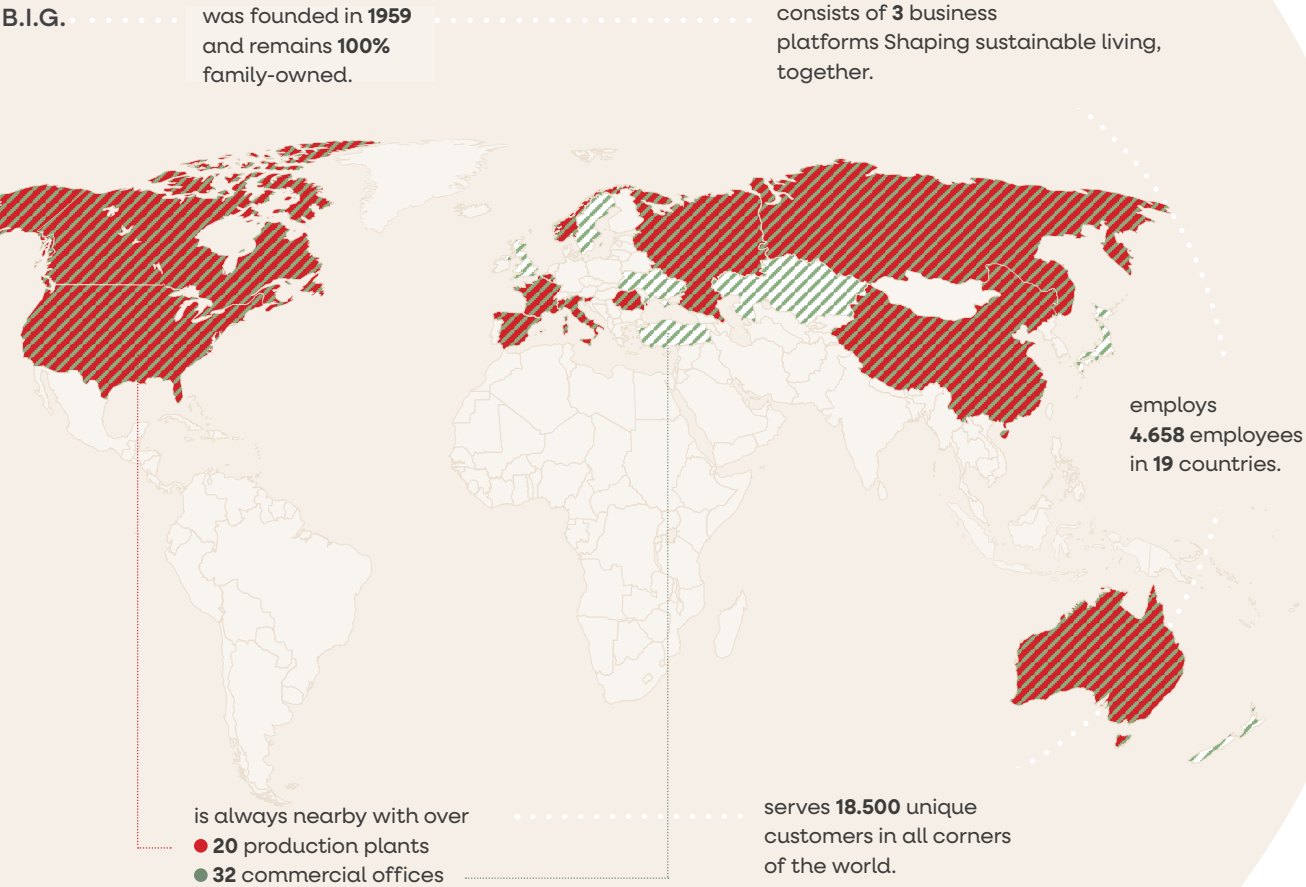 B.I.G.
was founded in 1959
and remains 100%
family-owned.
consists of 3 business
platforms Shaping sustainable living,
together.
employs
4.658 employees
in 19 countries.
is always nearby with over
20 production plants
32 commercial offices
serves 18.500 unique
customers in all corners
of the world.